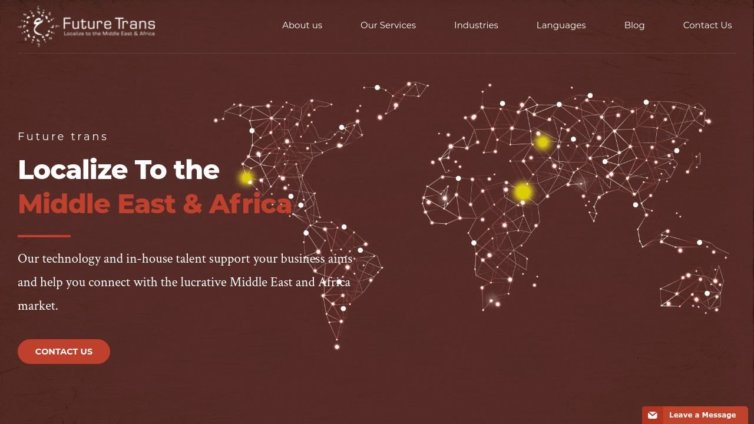 Future Trans
Localize to the Middle East & Africa
About us
Our Services
Industries
Languages
Blog
Contact Us
Future trans
Localize To the
Middle East & Africa
Our technology and in-house talent support your business aims
and help you connect with the lucrative Middle East and Africa
market.
CONTACT US
Leave a Message